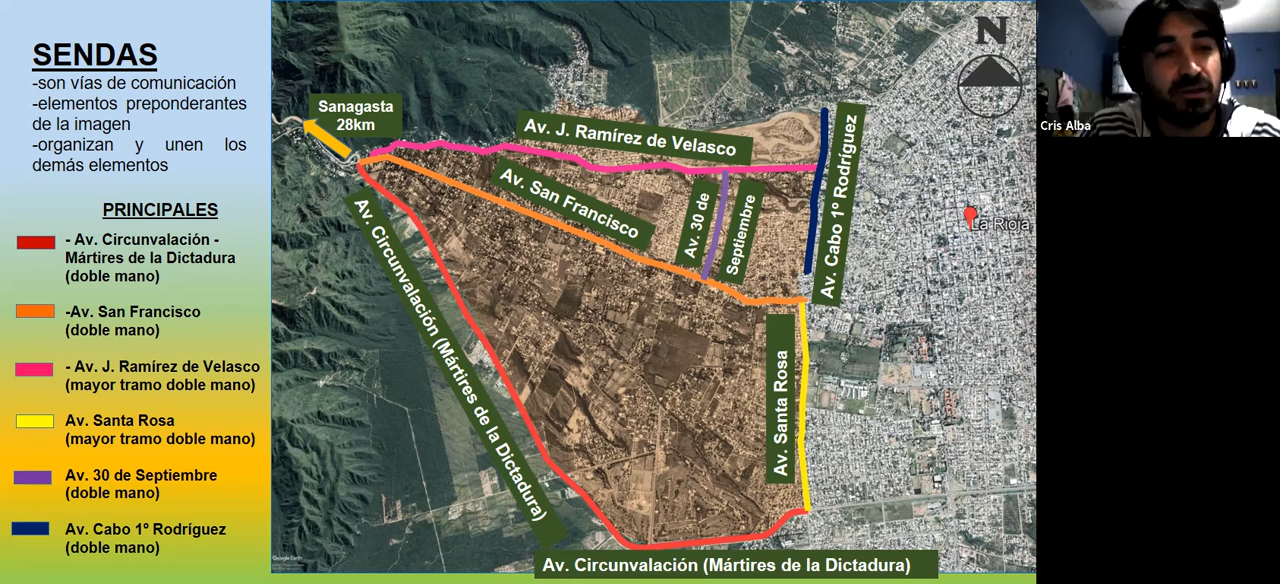 SENDAS
-son vías de comunicación
-elementos preponderantes
de la imagen
-organizan y unen los
demás elementos
PRINCIPALES
- Av. Circunvalación -
Mártires de la Dictadura
(doble mano)
-Av. San Francisco
(doble mano)
- Av. J. Ramírez de Velasco
(mayor tramo doble mano)
Av. Santa Rosa
(mayor tramo doble mano)
Av. 30 de Septiembre
(doble mano)
Av. Cabo 1º Rodríguez
(doble mano)
Sanagasta
28km
Av. J. Ramírez de Velasco
Av. San Francisco
Av. 30 de
Septiembre
Av. Cabo 1º Rodríguez
N
La Rioja
Av. Circunvalación (Mártires de la Dictadura)
Av. Santa Rosa
Av. Circunvalación (Mártires de la Dictadura)
Google Earth
Cris Alba